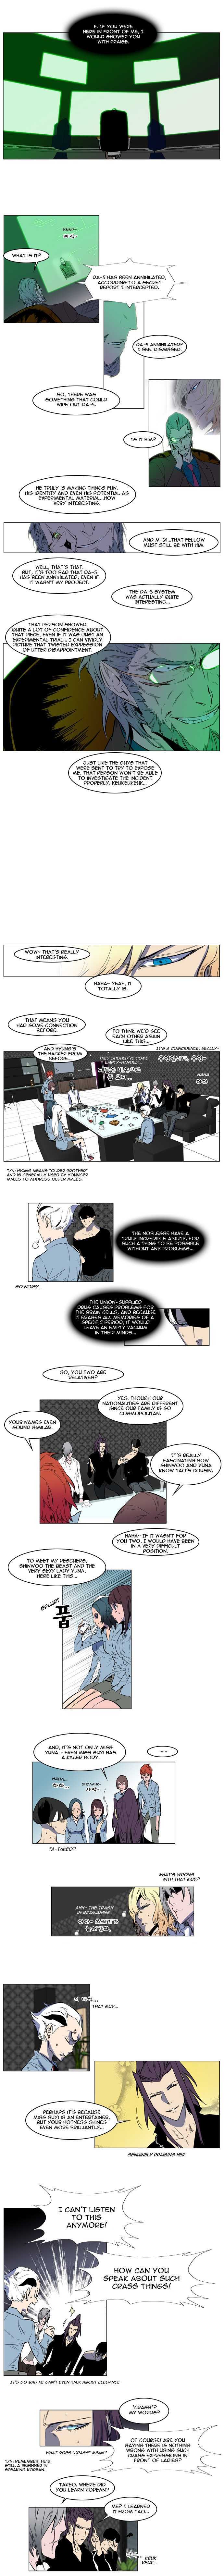 F. IF YOU WERE
HERE IN FRONT OF ME, I
WOULD SHOWER YOU
WITH PRAISE.
BEEP~
WHAT IS IT?
DA-5 HAS BEEN ANNIHILATED,
ACCORDING TO A SECRET
REPORT I INTERCEPTED.
DA-5 ANNIHILATED?
I SEE. DISMISSED.
SO, THERE WAS
SOMETHING THAT COULD
WIPE OUT DA-5.
IS IT HIM?
HE TRULY IS MAKING THINGS FUN.
HIS IDENTITY AND EVEN HIS POTENTIAL AS
EXPERIMENTAL MATERIAL...HOW
VERY INTERESTING.
AND M-21...THAT FELLOW
MUST STILL BE WITH HIM.
WELL, THAT'S THAT.
BUT, IT'S TOO BAD THAT DA-5
HAS BEEN ANNIHILATED, EVEN IF
IT WASN'T MY PROJECT.
THE DA-5 SYSTEM
WAS ACTUALLY QUITE
INTERESTING...
THAT PERSON SHOWED
QUITE A LOT OF CONFIDENCE ABOUT
THAT PIECE, EVEN IF IT WAS JUST AN
EXPERIMENTAL TRIAL... I CAN VIVIDLY
PICTURE THAT TWISTED EXPRESSION
OF UTTER DISAPPOINTMENT.
JUST LIKE THE GUYS THAT
WERE SENT TO TRY TO EXPOSE
ME, THAT PERSON WON'T BE ABLE
TO INVESTIGATE THE INCIDENT
PROPERLY. KEUKEUKEUK...
WOW~ THAT'S REALLY
INTERESTING.
HAHA~ YEAH, IT
TOTALLY IS.
THAT MEANS YOU
HAD SOME CONNECTION
BEFORE.
TO THINK WE'D SEE
EACH OTHER AGAIN
LIKE THIS...
IT'S A COINCIDENCE, REALLY~
AND HYUNG'S
THE HACKER FROM
BEFORE...
THEY SHOULD'VE COME
EMPTY-HANDED...
HAHA
T/N: HYUNG MEANS "OLDER BROTHER"
AND IS GENERALLY USED BY YOUNGER
MALES TO ADDRESS OLDER MALES.
SO NOISY...
THE NOBLESSE HAVE A
TRULY INCREDIBLE ABILITY. FOR
SUCH A THING TO BE POSSIBLE
WITHOUT ANY PROBLEMS...
THE UNION-SUPPLIED
DRUG CAUSES PROBLEMS FOR
THE BRAIN CELLS, AND BECAUSE
IT ERASES ALL MEMORIES OF A
SPECIFIC PERIOD, IT WOULD
LEAVE AN EMPTY VACUUM
IN THEIR MINDS...
SO, YOU TWO ARE
RELATIVES?
YES. THOUGH OUR
NATIONALITIES ARE DIFFERENT
SINCE OUR FAMILY IS SO
COSMOPOLITAN.
YOUR NAMES EVEN
SOUND SIMILAR.
IT'S REALLY
FASCINATING HOW
SHINWOO AND YUNA
KNOW TAO'S COUSIN.
HAHA~ IF IT WASN'T FOR
YOU TWO, I WOULD HAVE BEEN
IN A VERY DIFFICULT
POSITION.
TO MEET MY RESCUERS,
SHINWOO THE BEAST AND THE
VERY SEXY LADY YUNA,
HERE LIKE THIS...
SPLURT
풉
AND, IT'S NOT ONLY MISS
YUNA - EVEN MISS SUYI HAS
A KILLER BODY.
TA-TAKEO?
WHAT'S WRONG
WITH THAT GUY?
AHH~ THE TRASH
IS INCREASING.
THAT GUY...
PERHAPS IT'S BECAUSE
MISS SUYI IS AN ENTERTAINER,
BUT YOUR HOTNESS SHINES
EVEN MORE BRILLIANTLY...
GENUINELY PRAISING HER.
I CAN'T LISTEN
TO THIS
ANYMORE!
HOW CAN YOU
SPEAK ABOUT SUCH
CRASS THINGS!
IT'S SO BAD HE CAN'T EVEN TALK ABOUT ELEGANCE
"CRASS"?
MY WORDS?
WHAT DOES "CRASS" MEAN?
OF COURSE! ARE YOU
SAYING THERE IS NOTHING
WRONG WITH USING SUCH
CRASS EXPRESSIONS IN
FRONT OF LADIES?
T/N: REMEMBER, HE'S
STILL A BEGINNER IN
SPEAKING KOREAN.
TAKEO. WHERE DID
YOU LEARN KOREAN?
ME? I LEARNED
IT FROM TAO...
KEUK
KEUK...